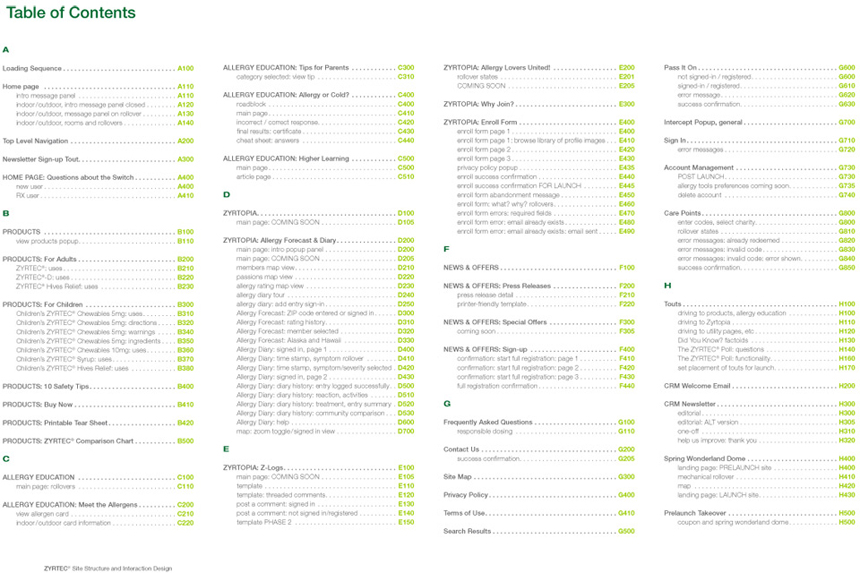 Table of Contents
A
Loading Sequence A100
Home page A110
intro message panel A110
indoor/outdoor, intro message panel closed A120
indoor/outdoor, message panel on rollover A130
indoor/outdoor, rooms and rollovers A140
Top Level Navigation A200
Newsletter Sign-up Tout. A300
HOME PAGE: Questions about the Switch A400
new user A400
RX user A410
B
PRODUCTS B100
view products popup B110
PRODUCTS: For Adults B200
ZYRTEC®: uses B210
ZYRTEC®-D: uses B220
ZYRTEC® Hives Relief: uses B230
PRODUCTS: For Children B300
Children's ZYRTEC® Chewables 5mg: uses B310
Children's ZYRTEC® Chewables 5mg: directions B320
Children's ZYRTEC® Chewables 5mg: warnings B340
Children's ZYRTEC® Chewables 5mg: ingredients B350
Children's ZYRTEC® Chewables 10mg: uses B360
Children's ZYRTEC® Syrup: uses B370
Children's ZYRTEC® Hives Relief: uses B380
PRODUCTS: 10 Safety Tips B400
PRODUCTS: Buy Now B410
PRODUCTS: Printable Tear Sheet B420
PRODUCTS: ZYRTEC® Comparison Chart B500
C
ALLERGY EDUCATION C100
main page: rollovers C110
ALLERGY EDUCATION: Meet the Allergens C200
view allergen card C210
indoor/outdoor card information C220
ALLERGY EDUCATION: Tips for Parents C300
category selected: view tip C310
ALLERGY EDUCATION: Allergy or Cold? C400
roadblock C400
main page C410
incorrect / correct response C420
final results: certificate C430
cheat sheet: answers C440
ALLERGY EDUCATION: Higher Learning C500
main page C500
article page C510
D
ZYRTOPIA D100
main page: COMING SOON D105
ZYRTOPIA: Allergy Forecast & Diary D200
main page: intro popup panel D200
main page: COMING SOON D205
members map view D210
passions map view D220
allergy rating map view D230
allergy diary tour D240
allergy diary: add entry sign-in D250
Allergy Forecast: ZIP code entered or signed in D300
Allergy Forecast: rating history D310
Allergy Forecast: member selected D320
Allergy Forecast: Alaska and Hawaii D330
Allergy Diary: signed in, page 1 D400
Allergy Diary: time stamp, symptom rollover D410
Allergy Diary: time stamp, symptom/severity selected D420
Allergy Diary: signed in, page 2 D430
Allergy Diary: diary history: entry logged successfully D500
Allergy Diary: diary history: reaction, activities D510
Allergy Diary: diary history: treatment, entry summary D520
Allergy Diary: diary history: community comparison D530
Allergy Diary: help D600
map: zoom toggle/signed in view D700
E
ZYRTOPIA: Z-Logs E100
main page: COMING SOON E105
template E110
template: threaded comments E120
post a comment: signed in E130
post a comment: not signed in/registered E140
template PHASE 2 E150
ZYRTOPIA: Allergy Lovers United! E200
rollover states E201
COMING SOON E205
ZYRTOPIA: Why Join? E300
ZYRTOPIA: Enroll Form E400
enroll form page 1 E400
enroll form page 1: browse library of profile images E410
enroll form page 2 E420
enroll form page 3 E430
privacy policy popup E435
enroll success confirmation E440
enroll success confirmation FOR LAUNCH E445
enroll form abandonment message E450
enroll form: what? why? rollovers E460
enroll form errors: required fields E470
enroll form error: email already exists E480
enroll form error: email already exists: email sent E490
F
NEWS & OFFERS F100
NEWS & OFFERS: Press Releases F200
press release detail F210
printer-friendly template F220
NEWS & OFFERS: Special Offers F300
coming soon F305
NEWS & OFFERS: Sign-up F400
confirmation: start full registration: page 1 F410
confirmation: start full registration: page 2 F420
confirmation: start full registration: page 3 F430
full registration confirmation F440
G
Frequently Asked Questions G100
responsible dosing G110
Contact Us G200
success confirmation G205
Site Map G300
Privacy Policy G400
Terms of Use G410
Search Results G500
Pass It On G600
not signed-in / registered G600
signed-in / registered G610
error message G620
success confirmation G630
Intercept Popup, general G700
Sign In G710
error messages G720
Account Management G730
POST LAUNCH G730
allergy tools preferences coming soon G735
delete account G740
Care Points G800
enter codes, select charity G800
rollover states G810
error messages: already redeemed G820
error messages: invalid code G830
error messages: invalid code: error shown G840
success confirmation G850
H
Touts H100
driving to products, allergy education H100
driving to Zyrtopia H110
driving to utility pages, etc H120
Did You Know? factoids H130
The ZYRTEC® Poll: questions H140
The ZYRTEC® Poll: functionality H160
set placement of touts for launch H170
CRM Welcome Email H200
CRM Newsletter H300
editorial H300
editorial: ALT version H305
one-off H310
help us improve: thank you H320
Spring Wonderland Dome H400
landing page: PRELAUNCH site H400
mechanical rollover H410
map H420
landing page: LAUNCH site H430
Prelaunch Takeover H500
coupon and spring wonderland dome H500
ZYRTEC® Site Structure and Interaction Design